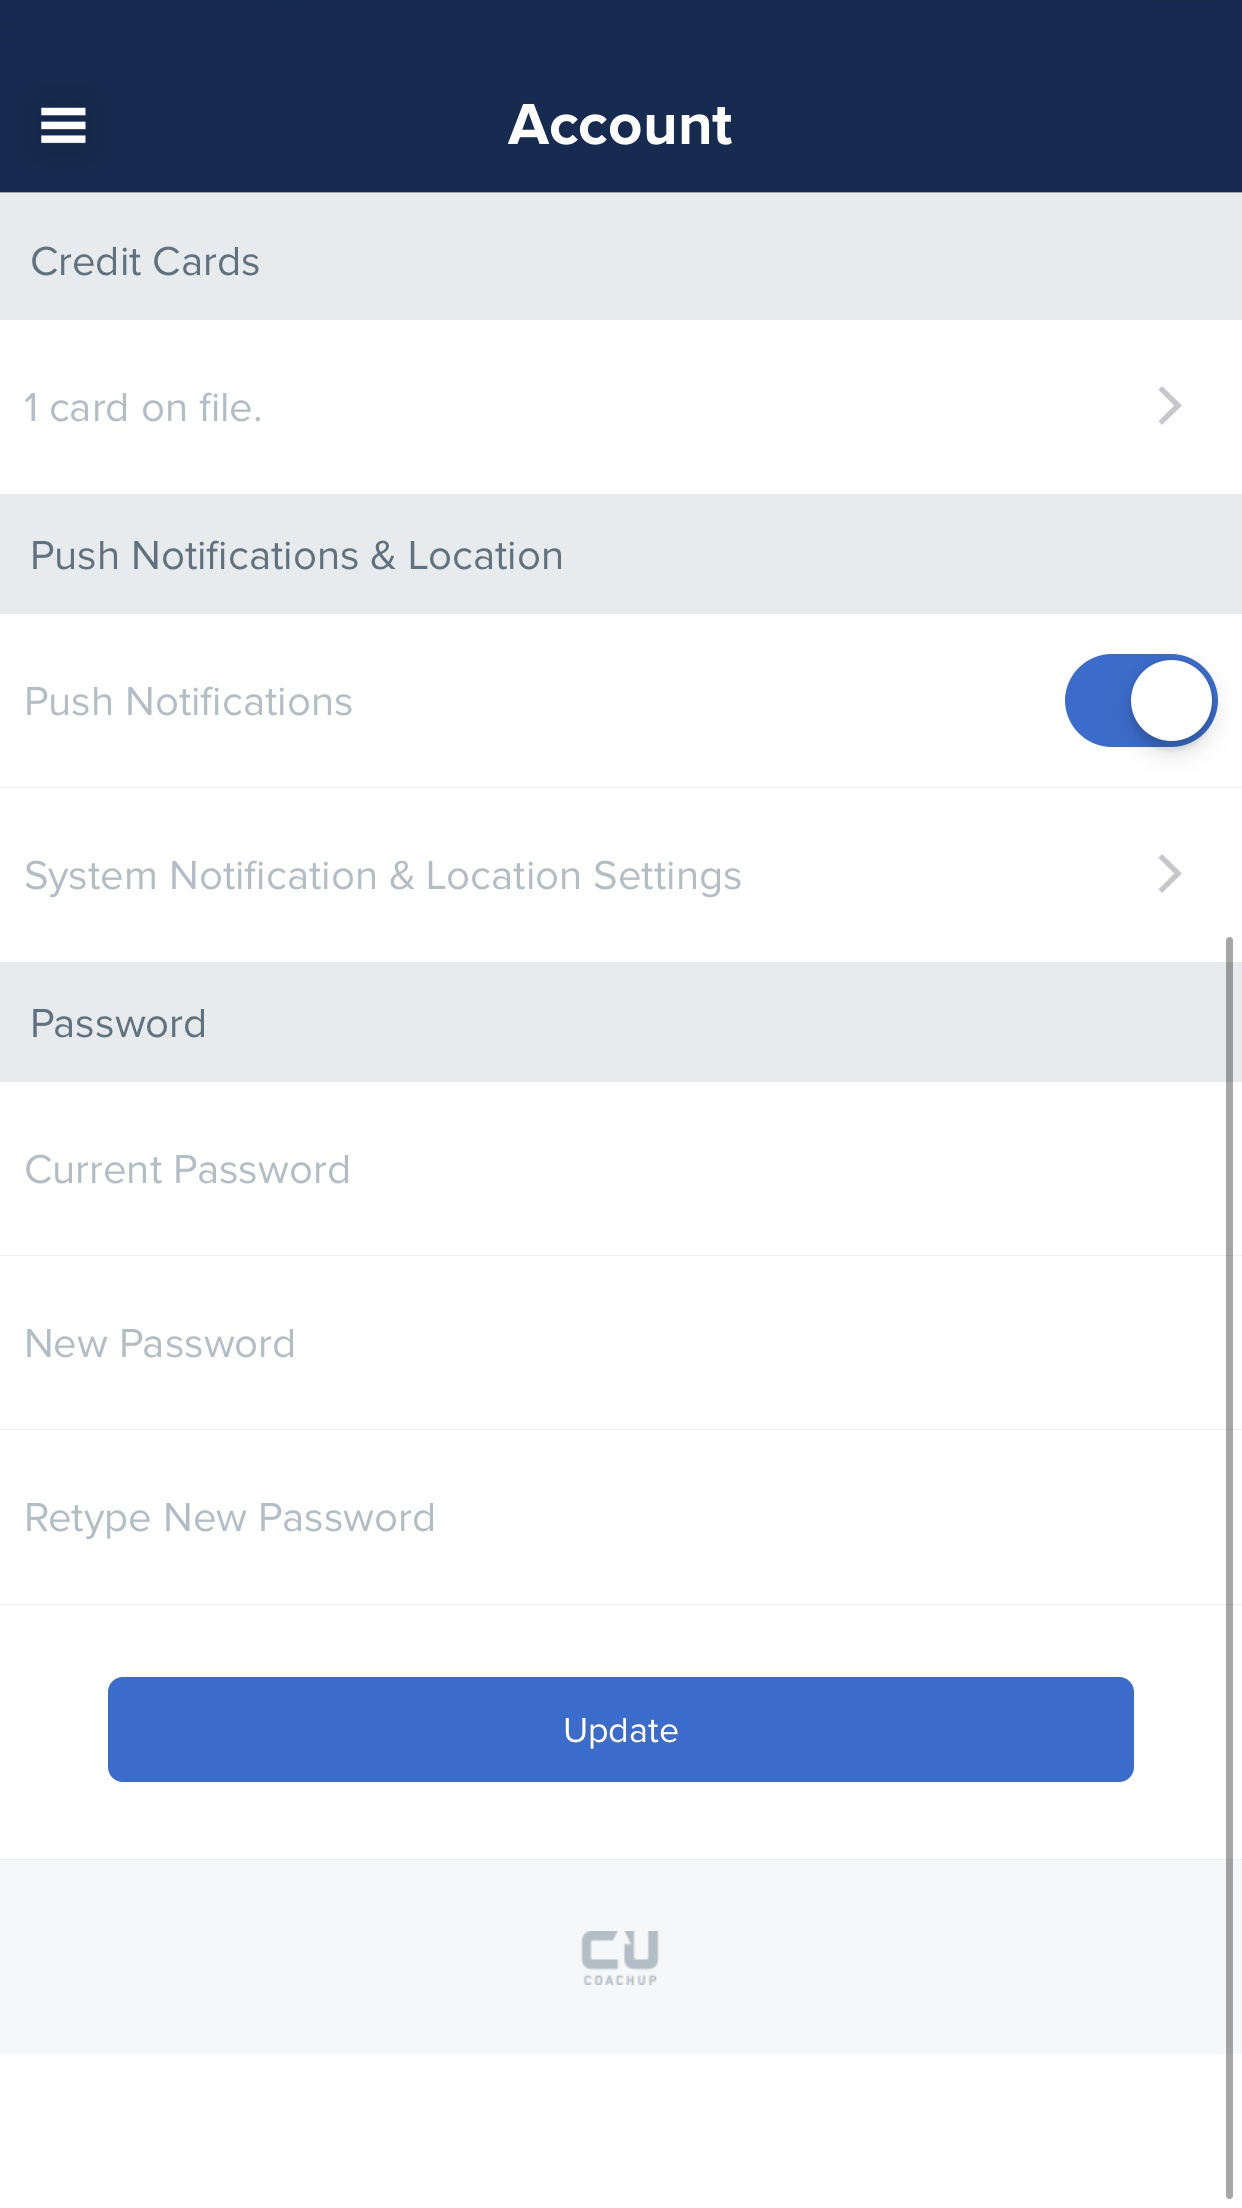 Account
Credit Cards
1 card on file.
Push Notifications & Location
Push Notifications
System Notification & Location Settings
Password
Current Password
New Password
Retype New Password
Update
CU
COACHUP